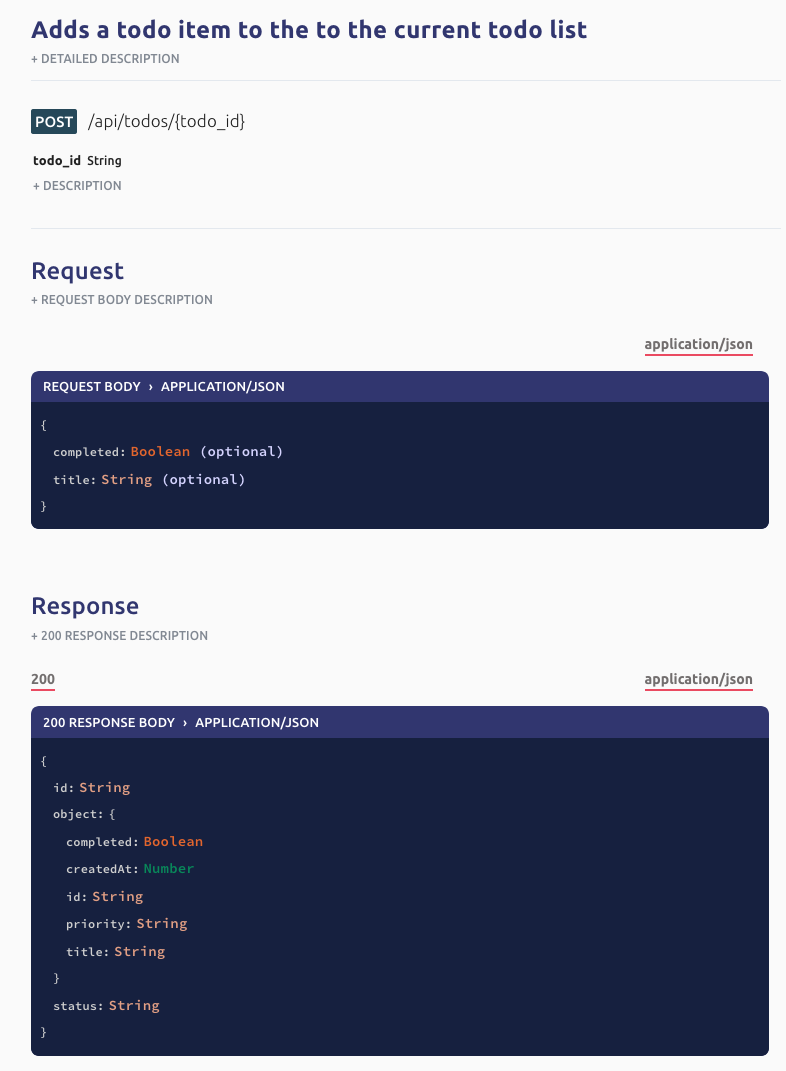 Adds a todo item to the to the current todo list
+ DETAILED DESCRIPTION
POST /api/todos/{todo_id}
todo_id String
+ DESCRIPTION
Request
+ REQUEST BODY DESCRIPTION
application/json
REQUEST BODY › APPLICATION/JSON
{
completed: Boolean (optional)
title: String (optional)
}
Response
+ 200 RESPONSE DESCRIPTION
200 application/json
200 RESPONSE BODY › APPLICATION/JSON
{
id: String
object: {
completed: Boolean
createdAt: Number
id: String
priority: String
title: String
}
status: String
}